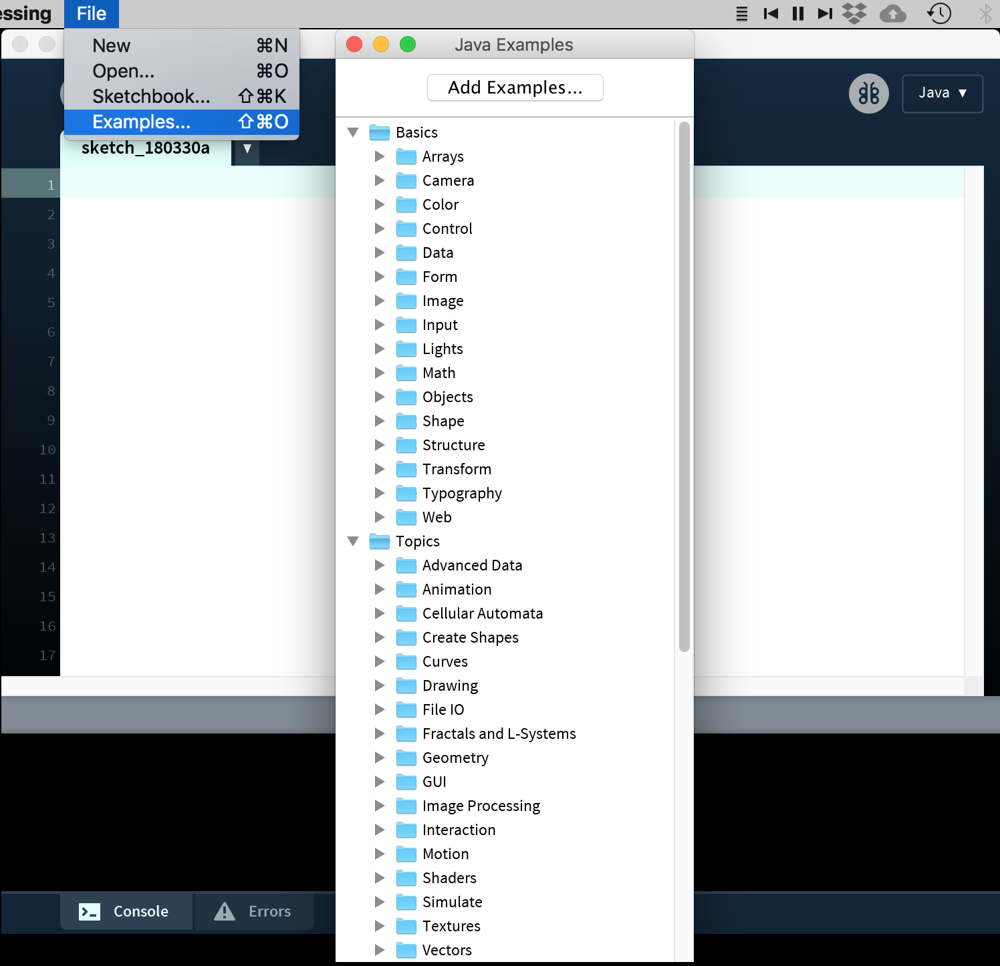 essing File
New ⌘N
Open... ⌘O
Sketchbook... ⇧⌘K
Examples... ⇧⌘O
Java ▼
sketch_180330a ▼
1
2
3
4
5
6
7
8
9
10
11
12
13
14
15
16
17
Java Examples
Add Examples...
Basics
Arrays
Camera
Color
Control
Data
Form
Image
Input
Lights
Math
Objects
Shape
Structure
Transform
Typography
Web
Topics
Advanced Data
Animation
Cellular Automata
Create Shapes
Curves
Drawing
File IO
Fractals and L-Systems
Geometry
GUI
Image Processing
Interaction
Motion
Shaders
Simulate
Textures
Vectors
Console Errors